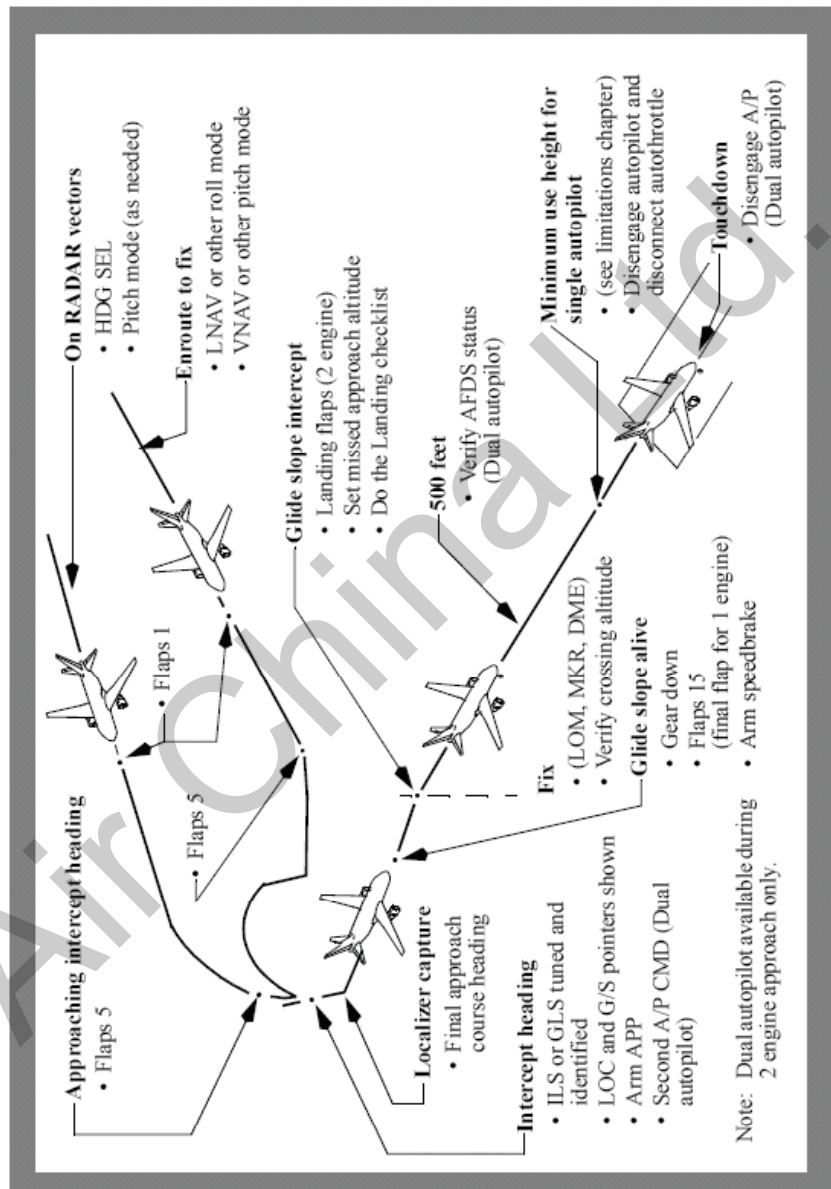 On RADAR vectors
• HDG SEL
• Pitch mode (as needed)
Enroute to fix
• LNAV or other roll mode
• VNAV or other pitch mode
• Flaps 1
Approaching intercept heading
• Flaps 5
• Flaps 5
Localizer capture
• Final approach
course heading
Intercept heading
• ILS or GLS tuned and
identified
• LOC and G/S pointers shown
• Arm APP
• Second A/P CMD (Dual
autopilot)
Glide slope intercept
• Landing flaps (2 engine)
• Set missed approach altitude
• Do the Landing checklist
Fix
• (LOM, MKR, DME)
• Verify crossing altitude
Glide slope alive
• Gear down
• Flaps 15
(final flap for 1 engine)
• Arm speedbrake
500 feet
• Verify AFDS status
(Dual autopilot)
Minimum use height for
single autopilot
• (see limitations chapter)
• Disengage autopilot and
disconnect autothrottle
Touchdown
• Disengage A/P
(Dual autopilot)
Note: Dual autopilot available during
2 engine approach only.
Air China Ltd.